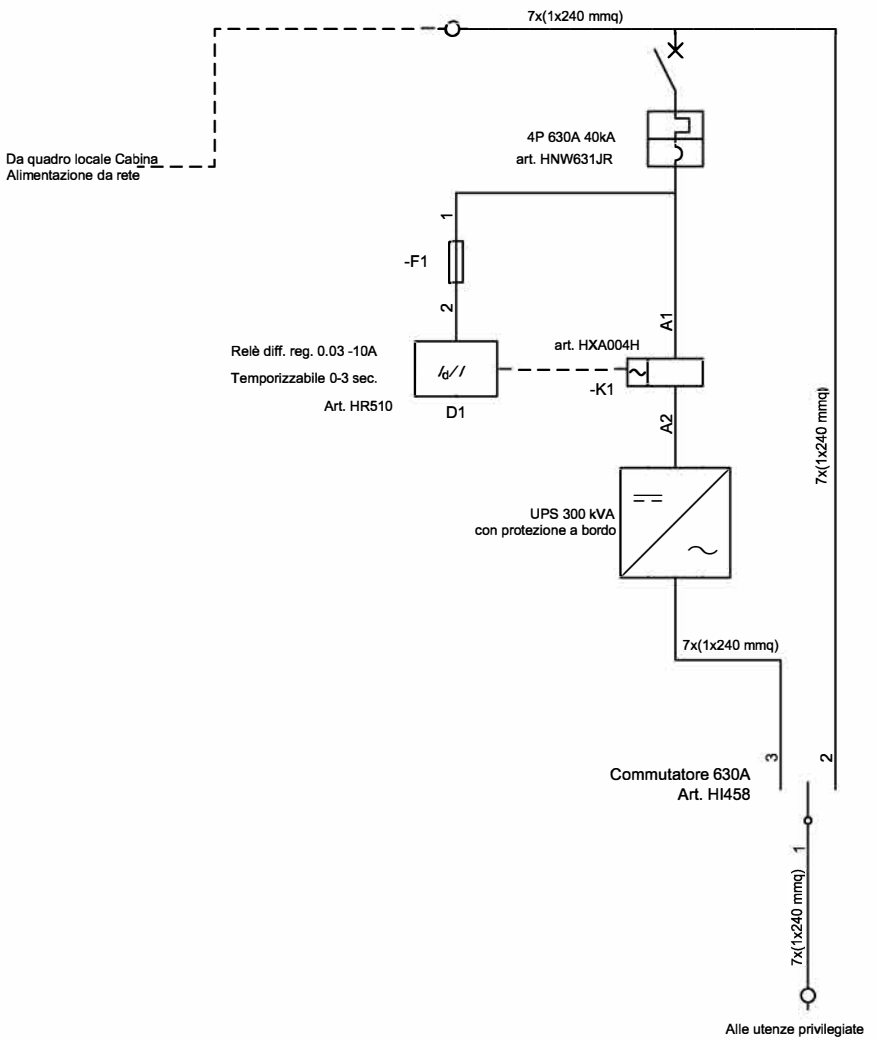 7x(1x240 mmq)
4P 630A 40kA
art. HNW631JR
Da quadro locale Cabina
Alimentazione da rete
1
-F1
2
A1
art. HXA004H
Relè diff. reg. 0.03 -10A
Temporizzabile 0-3 sec.
Art. HR510
D1
-K1
A2
7x(1x240 mmq)
UPS 300 kVA
con protezione a bordo
7x(1x240 mmq)
3
2
Commutatore 630A
Art. HI458
1
7x(1x240 mmq)
Alle utenze privilegiate